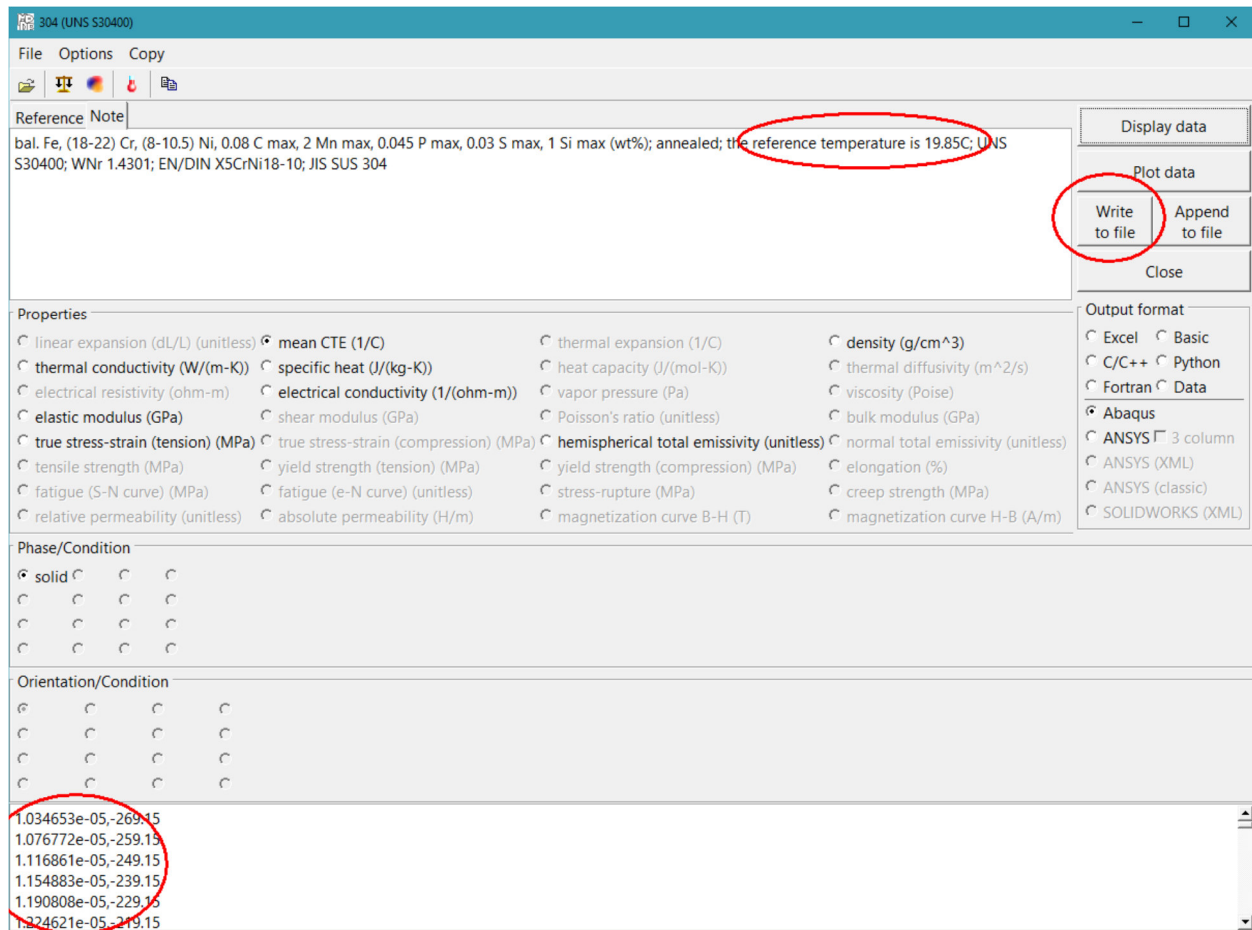 304 (UNS S30400)
File Options Copy
Reference Note
bal. Fe, (18-22) Cr, (8-10.5) Ni, 0.08 C max, 2 Mn max, 0.045 P max, 0.03 S max, 1 Si max (wt%); annealed; the reference temperature is 19.85C; UNS
S30400; WNr 1.4301; EN/DIN X5CrNi18-10; JIS SUS 304
Display data
Plot data
Write to file
Append to file
Close
Properties
linear expansion (dL/L) (unitless) mean CTE (1/C) thermal expansion (1/C) density (g/cm^3)
thermal conductivity (W/(m-K)) specific heat (J/(kg-K)) heat capacity (J/(mol-K)) thermal diffusivity (m^2/s)
electrical resistivity (ohm-m) electrical conductivity (1/(ohm-m)) vapor pressure (Pa) viscosity (Poise)
elastic modulus (GPa) shear modulus (GPa) Poisson's ratio (unitless) bulk modulus (GPa)
true stress-strain (tension) (MPa) true stress-strain (compression) (MPa) hemispherical total emissivity (unitless) normal total emissivity (unitless)
tensile strength (MPa) yield strength (tension) (MPa) yield strength (compression) (MPa) elongation (%)
fatigue (S-N curve) (MPa) fatigue (e-N curve) (unitless) stress-rupture (MPa) creep strength (MPa)
relative permeability (unitless) absolute permeability (H/m) magnetization curve B-H (T) magnetization curve H-B (A/m)
Output format
Excel Basic
C/C++ Python
Fortran Data
Abaqus
ANSYS 3 column
ANSYS (XML)
ANSYS (classic)
SOLIDWORKS (XML)
Phase/Condition
solid
Orientation/Condition
1.034653e-05,-269.15
1.076772e-05,-259.15
1.116861e-05,-249.15
1.154883e-05,-239.15
1.190808e-05,-229.15
1.224621e-05,-219.15